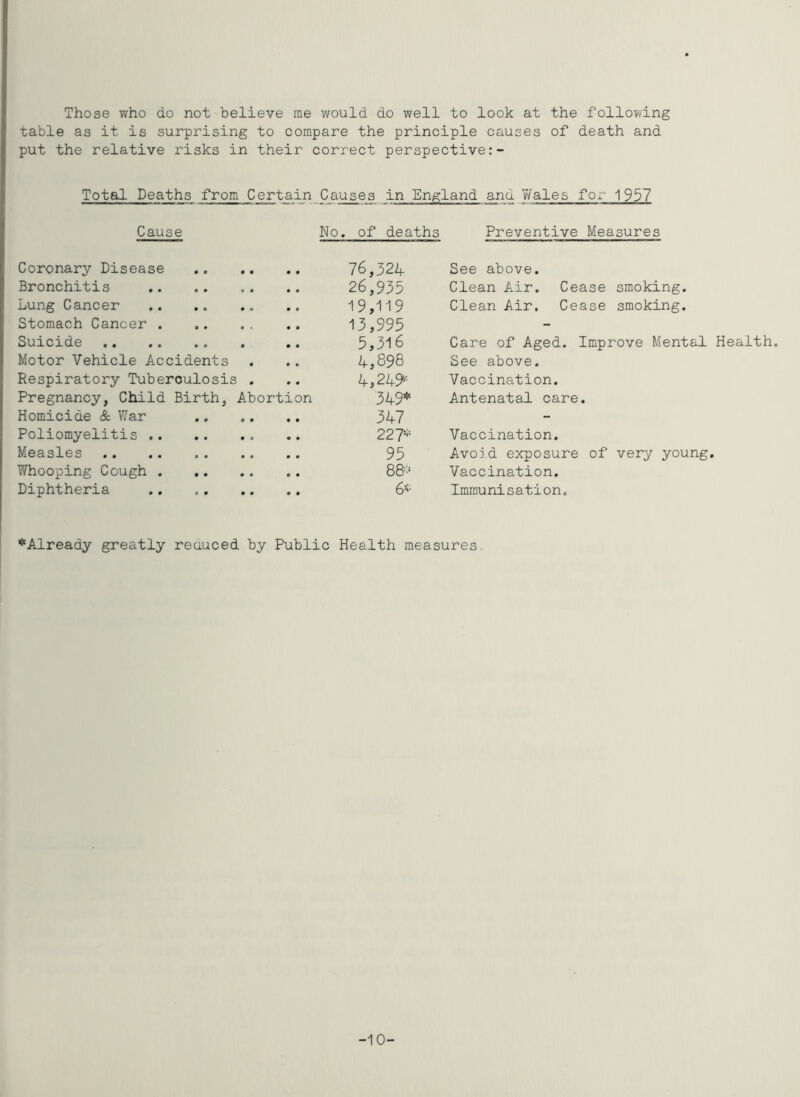 Those who do not believe me would do well to look at the following
table as it is surprising to compare the principle causes of death and
put the relative risks in their correct perspective:-
Total Deaths from Certain Causes in England and Wales for 1957
Cause No. of deaths Preventive Measures
Coronary Disease .. .. .. 76,324 See above.
Bronchitis .. .. .. .. 26,935 Clean Air. Cease smoking.
Lung Cancer .. .. .. .. 19,119 Clean Air. Cease smoking.
Stomach Cancer . .. .. .. 13,995 -
Suicide .. .. .. . .. 5,316 Care of Aged. Improve Mental Health.
Motor Vehicle Accidents . .. 4,898 See above.
Respiratory Tuberculosis . .. 4,249* Vaccination.
Pregnancy, Child Birth, Abortion 349* Antenatal care.
Homicide & War .. .. .. 347 -
Poliomyelitis .. .. .. .. 227* Vaccination.
Measles .. .. .. .. .. 95 Avoid exposure of very young.
Whooping Cough . .. .. .. 88* Vaccination.
Diphtheria .. .. .. .. 6* Immunisation.
*Already greatly reduced by Public Health measures.
-10-